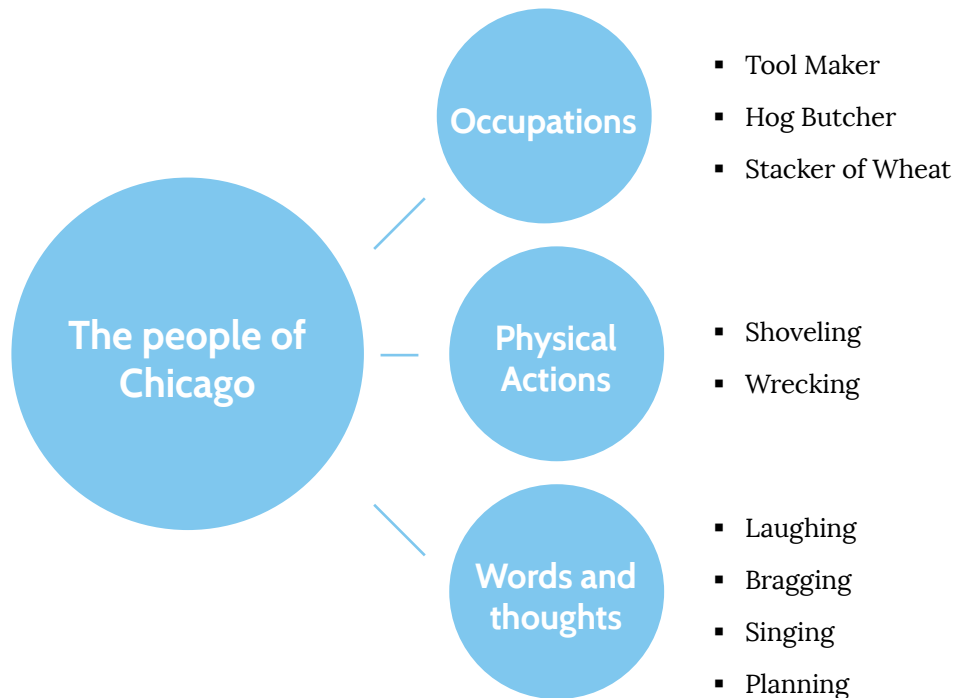 The people of
Chicago
Occupations
▪ Tool Maker
▪ Hog Butcher
▪ Stacker of Wheat
Physical
Actions
▪ Shoveling
▪ Wrecking
Words and
thoughts
▪ Laughing
▪ Bragging
▪ Singing
▪ Planning